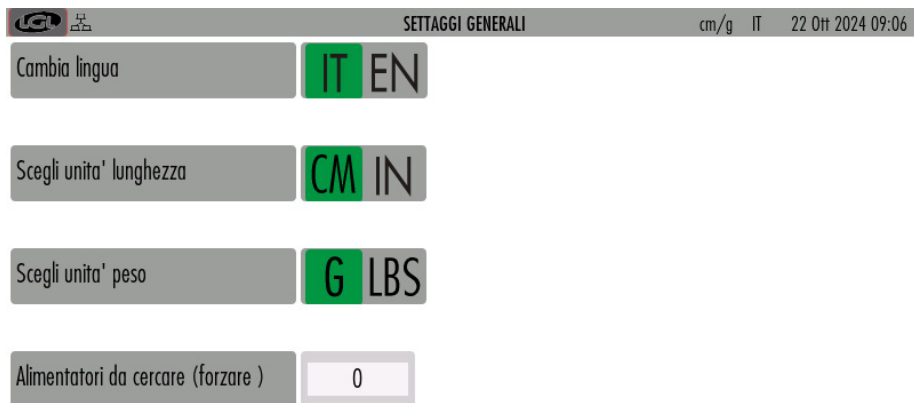 LGL SETTAGGI GENERALI cm/g IT 22 Ott 2024 09:06
Cambia lingua IT EN
Scegli unita' lunghezza CM IN
Scegli unita' peso G LBS
Alimentatori da cercare (forzare ) 0